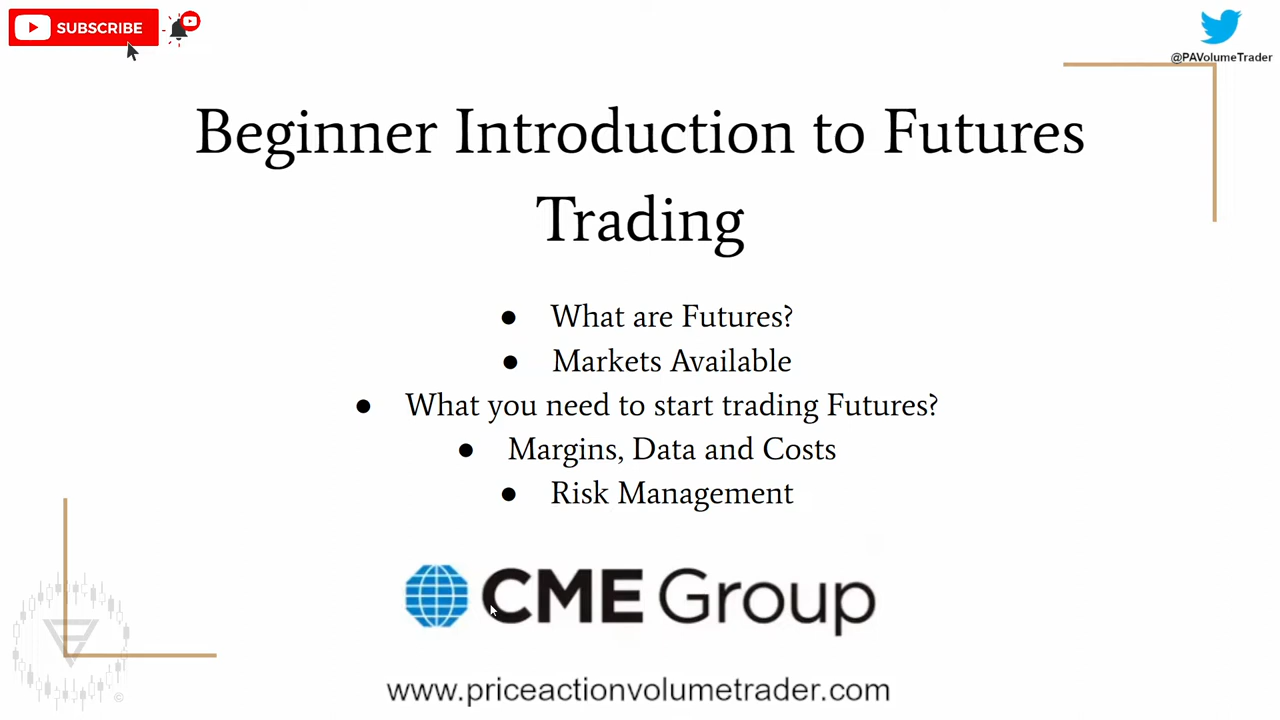 SUBSCRIBE
@PAVolumeTrader
Beginner Introduction to Futures
Trading
● What are Futures?
● Markets Available
● What you need to start trading Futures?
● Margins, Data and Costs
● Risk Management
CME Group
www.priceactionvolumetrader.com
©